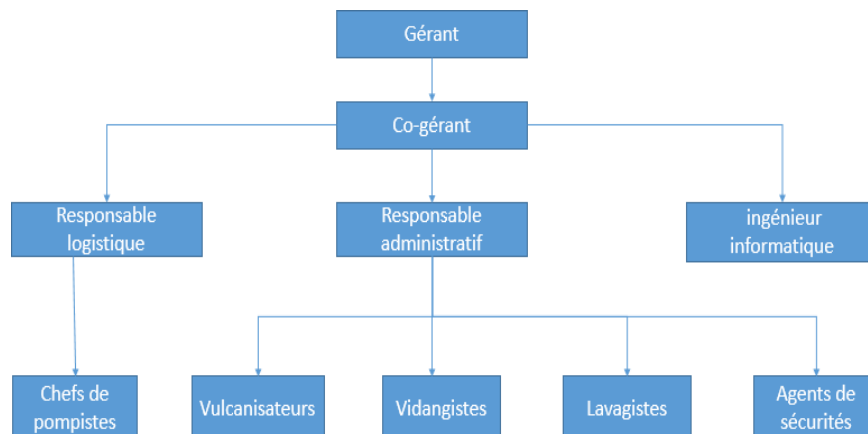 Gérant
Co-gérant
Responsable
logistique
Responsable
administratif
ingénieur
informatique
Chefs de
pompistes
Vulcanisateurs
Vidangistes
Lavagistes
Agents de
sécurités